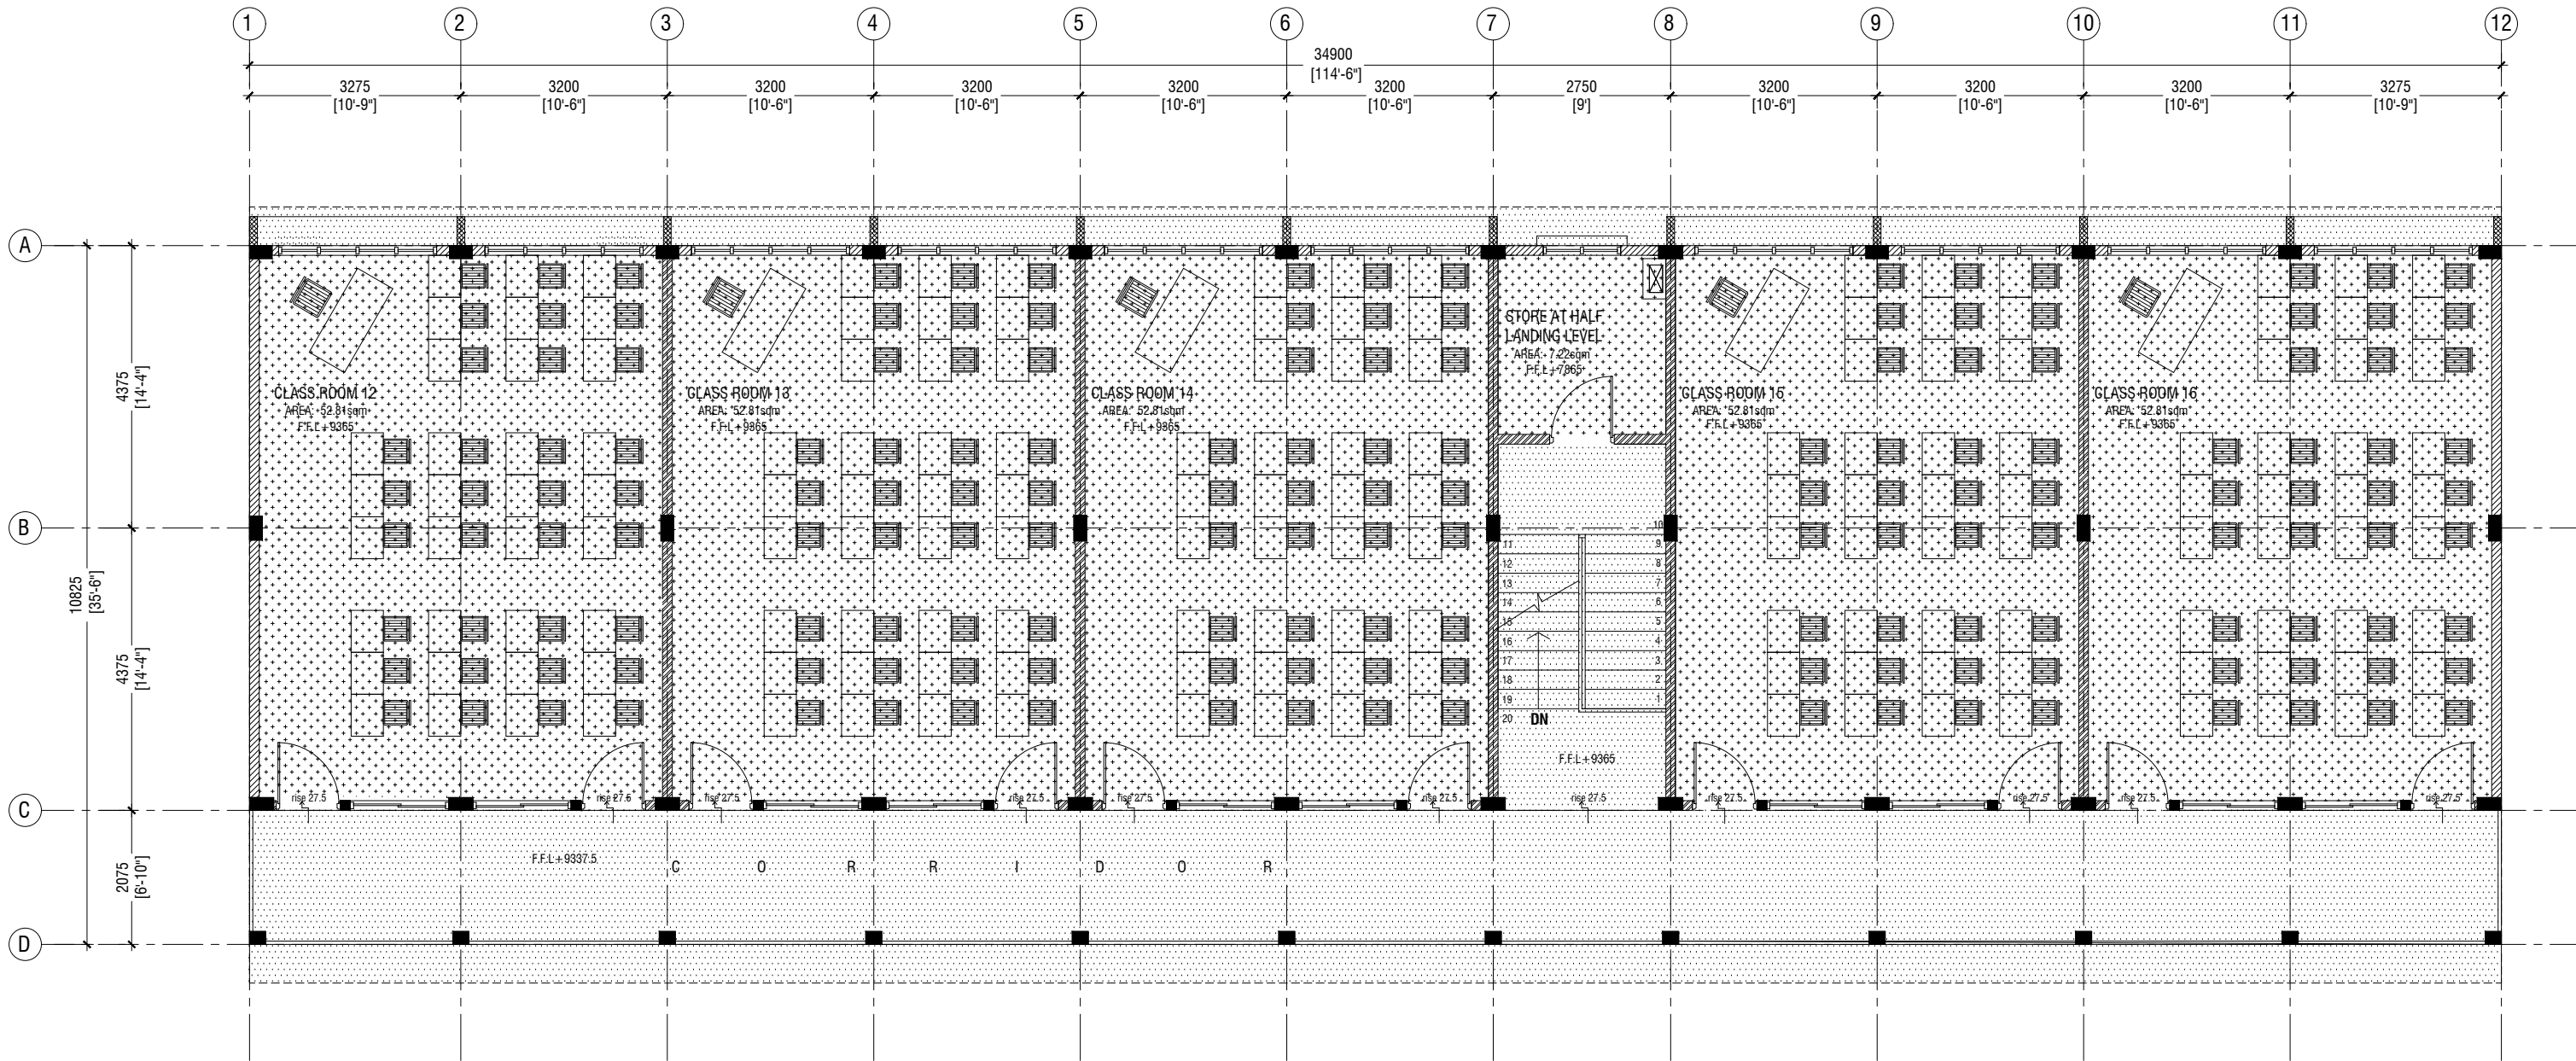 1 2 3 4 5 6 7 8 9 10 11 12
34900
[114'-6"]
3275 3200 3200 3200 3200 3200 2750 3200 3200 3200 3275
[10'-9"] [10'-6"] [10'-6"] [10'-6"] [10'-6"] [10'-6"] [9'] [10'-6"] [10'-6"] [10'-6"] [10'-9"]
A
B
C
D
10825
[35'-6"]
4375
[14'-4"]
4375
[14'-4"]
2075
[6'-10"]
CLASS ROOM 12
AREA: 52.81sqm
F.F.L+9365
CLASS ROOM 13
AREA: 52.81sqm
F.F.L+9365
CLASS ROOM 14
AREA: 52.81sqm
F.F.L+9365
STORE AT HALF
LANDING LEVEL
AREA: 7.22sqm
F.F.L+7865
CLASS ROOM 15
AREA: 52.81sqm
F.F.L+9365
CLASS ROOM 16
AREA: 52.81sqm
F.F.L+9365
10
11 9
12 8
13 7
14 6
15 5
16 4
17 3
18 2
19 1
20 DN
F.F.L+9365
rise 27.5 rise 27.5 rise 27.5 rise 27.5 rise 27.5 rise 27.5 rise 27.5 rise 27.5 rise 27.5 rise 27.5 rise 27.5
F.F.L+9337.5
C O R R I D O R